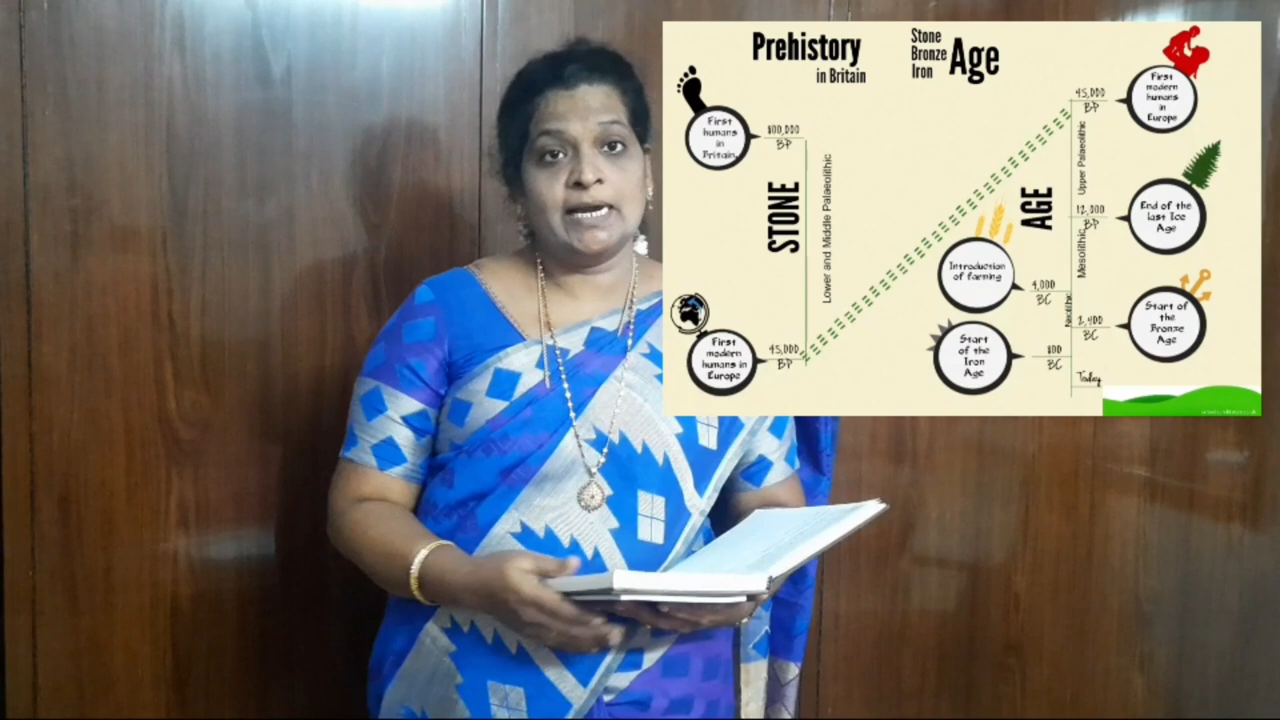 Prehistory
in Britain
Stone
Bronze
Iron
Age
First
humans
in
Britain
800,000
BP
STONE
Lower and Middle Palaeolithic
First
modern
humans in
Europe
45,000
BP
45,000
BP
First
modern
humans
in
Europe
Upper Palaeolithic
AGE
12,000
BP
End of the
last Ice
Age
Mesolithic
Introduction
of farming
4,000
BC
Neolithic
2,400
BC
Start of
the
Bronze
Age
Start
of the
Iron
Age
800
BC
Today